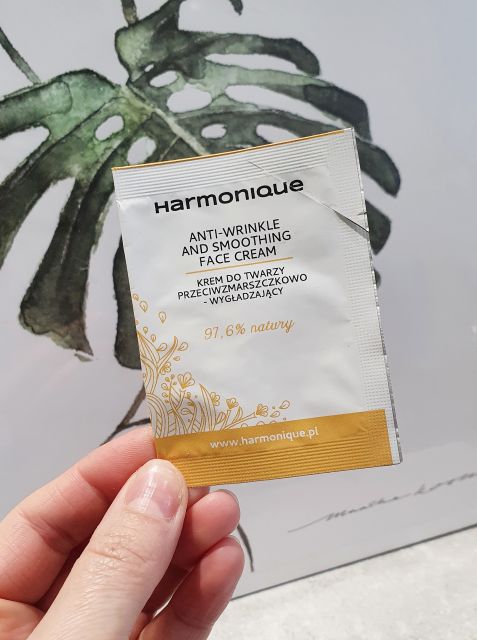 Harmonique
ANTI-WRINKLE
AND SMOOTHING
FACE CREAM
KREM DO TWARZY
PRZECIWZMARSZCZKOWO
- WYGŁADZAJĄCY
97,6% natury
www.harmonique.pl